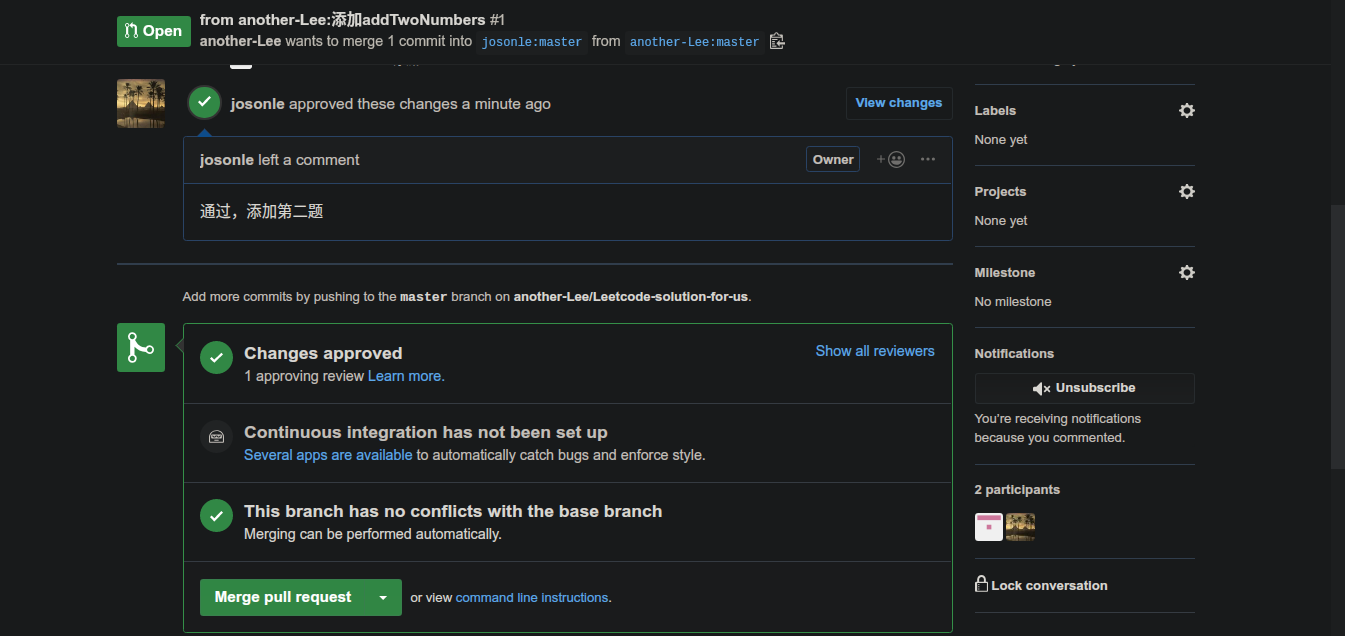 Open
from another-Lee:添加addTwoNumbers #1
another-Lee wants to merge 1 commit into josonle:master from another-Lee:master
josonle approved these changes a minute ago
View changes
josonle left a comment
Owner
通过，添加第二题
Add more commits by pushing to the master branch on another-Lee/Leetcode-solution-for-us.
Changes approved
Show all reviewers
1 approving review Learn more.
Continuous integration has not been set up
Several apps are available to automatically catch bugs and enforce style.
This branch has no conflicts with the base branch
Merging can be performed automatically.
Merge pull request
or view command line instructions.
Labels
None yet
Projects
None yet
Milestone
No milestone
Notifications
Unsubscribe
You're receiving notifications
because you commented.
2 participants
Lock conversation